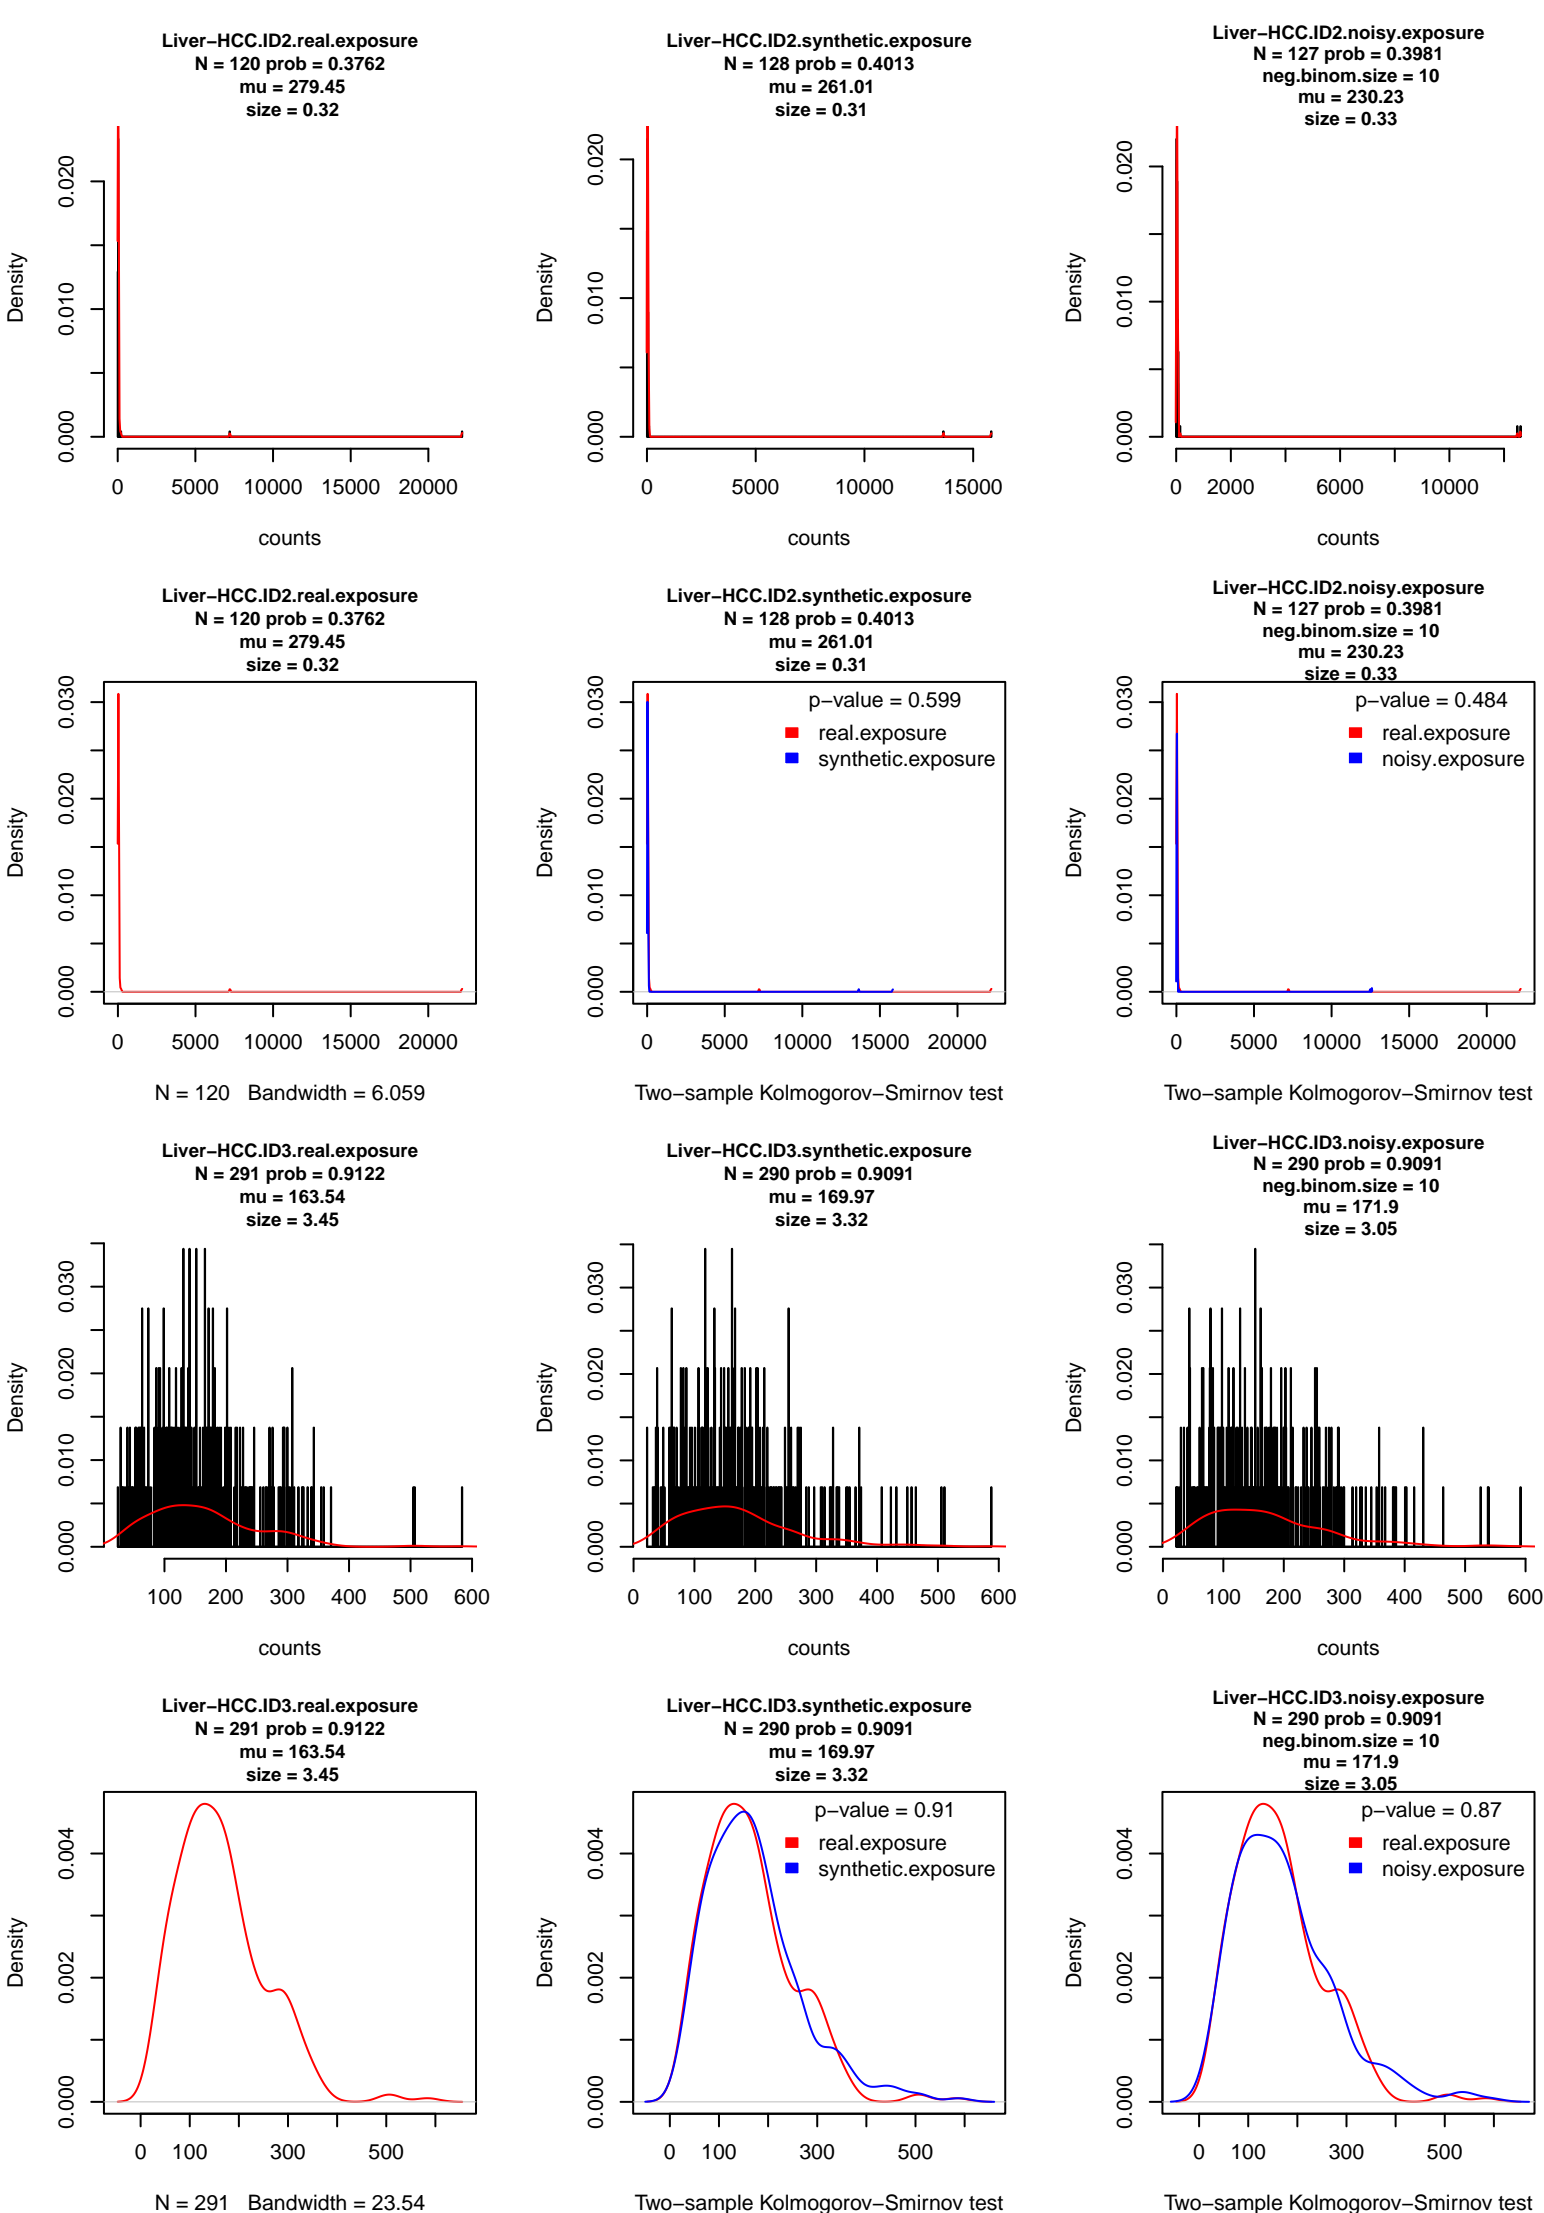 Liver−HCC.ID2.real.exposure
N = 120 prob = 0.3762
mu = 279.45
size = 0.32
Density
0.000 0.010 0.020
0 5000 10000 15000 20000
counts
Liver−HCC.ID2.synthetic.exposure
N = 128 prob = 0.4013
mu = 261.01
size = 0.31
Density
0.000 0.010 0.020
0 5000 10000 15000
counts
Liver−HCC.ID2.noisy.exposure
N = 127 prob = 0.3981
neg.binom.size = 10
mu = 230.23
size = 0.33
Density
0.000 0.010 0.020
0 2000 6000 10000
counts
Liver−HCC.ID2.real.exposure
N = 120 prob = 0.3762
mu = 279.45
size = 0.32
Density
0.000 0.010 0.020 0.030
0 5000 10000 15000 20000
N = 120 Bandwidth = 6.059
Liver−HCC.ID2.synthetic.exposure
N = 128 prob = 0.4013
mu = 261.01
size = 0.31
p−value = 0.599
real.exposure
synthetic.exposure
Density
0.000 0.010 0.020 0.030
0 5000 10000 15000 20000
Two−sample Kolmogorov−Smirnov test
Liver−HCC.ID2.noisy.exposure
N = 127 prob = 0.3981
neg.binom.size = 10
mu = 230.23
size = 0.33
p−value = 0.484
real.exposure
noisy.exposure
Density
0.000 0.010 0.020 0.030
0 5000 10000 15000 20000
Two−sample Kolmogorov−Smirnov test
Liver−HCC.ID3.real.exposure
N = 291 prob = 0.9122
mu = 163.54
size = 3.45
Density
0.000 0.010 0.020 0.030
100 200 300 400 500 600
counts
Liver−HCC.ID3.synthetic.exposure
N = 290 prob = 0.9091
mu = 169.97
size = 3.32
Density
0.000 0.010 0.020 0.030
0 100 200 300 400 500 600
counts
Liver−HCC.ID3.noisy.exposure
N = 290 prob = 0.9091
neg.binom.size = 10
mu = 171.9
size = 3.05
Density
0.000 0.010 0.020 0.030
0 100 200 300 400 500 600
counts
Liver−HCC.ID3.real.exposure
N = 291 prob = 0.9122
mu = 163.54
size = 3.45
Density
0.000 0.002 0.004
0 100 300 500
N = 291 Bandwidth = 23.54
Liver−HCC.ID3.synthetic.exposure
N = 290 prob = 0.9091
mu = 169.97
size = 3.32
p−value = 0.91
real.exposure
synthetic.exposure
Density
0.000 0.002 0.004
0 100 300 500
Two−sample Kolmogorov−Smirnov test
Liver−HCC.ID3.noisy.exposure
N = 290 prob = 0.9091
neg.binom.size = 10
mu = 171.9
size = 3.05
p−value = 0.87
real.exposure
noisy.exposure
Density
0.000 0.002 0.004
0 100 300 500
Two−sample Kolmogorov−Smirnov test